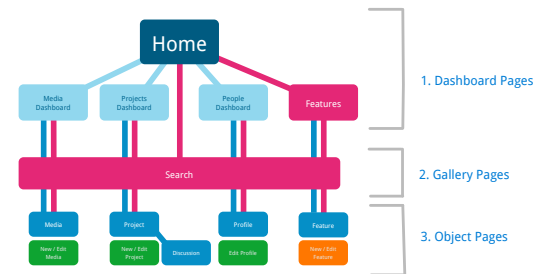 Home
Media
Dashboard
Projects
Dashboard
People
Dashboard
Features
1. Dashboard Pages
Search
2. Gallery Pages
Media
Project
Profile
Feature
3. Object Pages
New / Edit
Media
New / Edit
Project
Discussion
Edit Profile
New / Edit
Feature